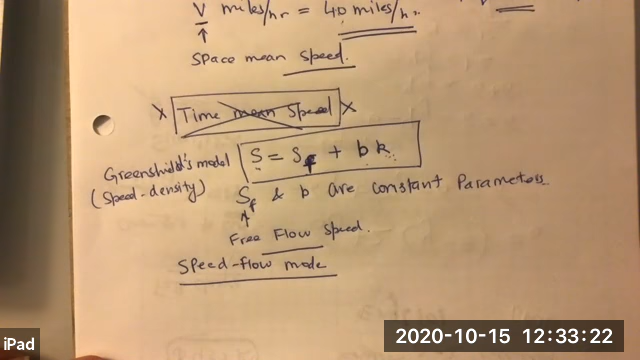 V miles/hr = 40 miles/hr.
Space mean speed.
X Time mean Speed X
Greenshield's model
(Speed-density)
S = Sf + bk
Sf & b are constant Parameters.
Free Flow Speed.
Speed-flow mode
iPad
2020-10-15 12:33:22